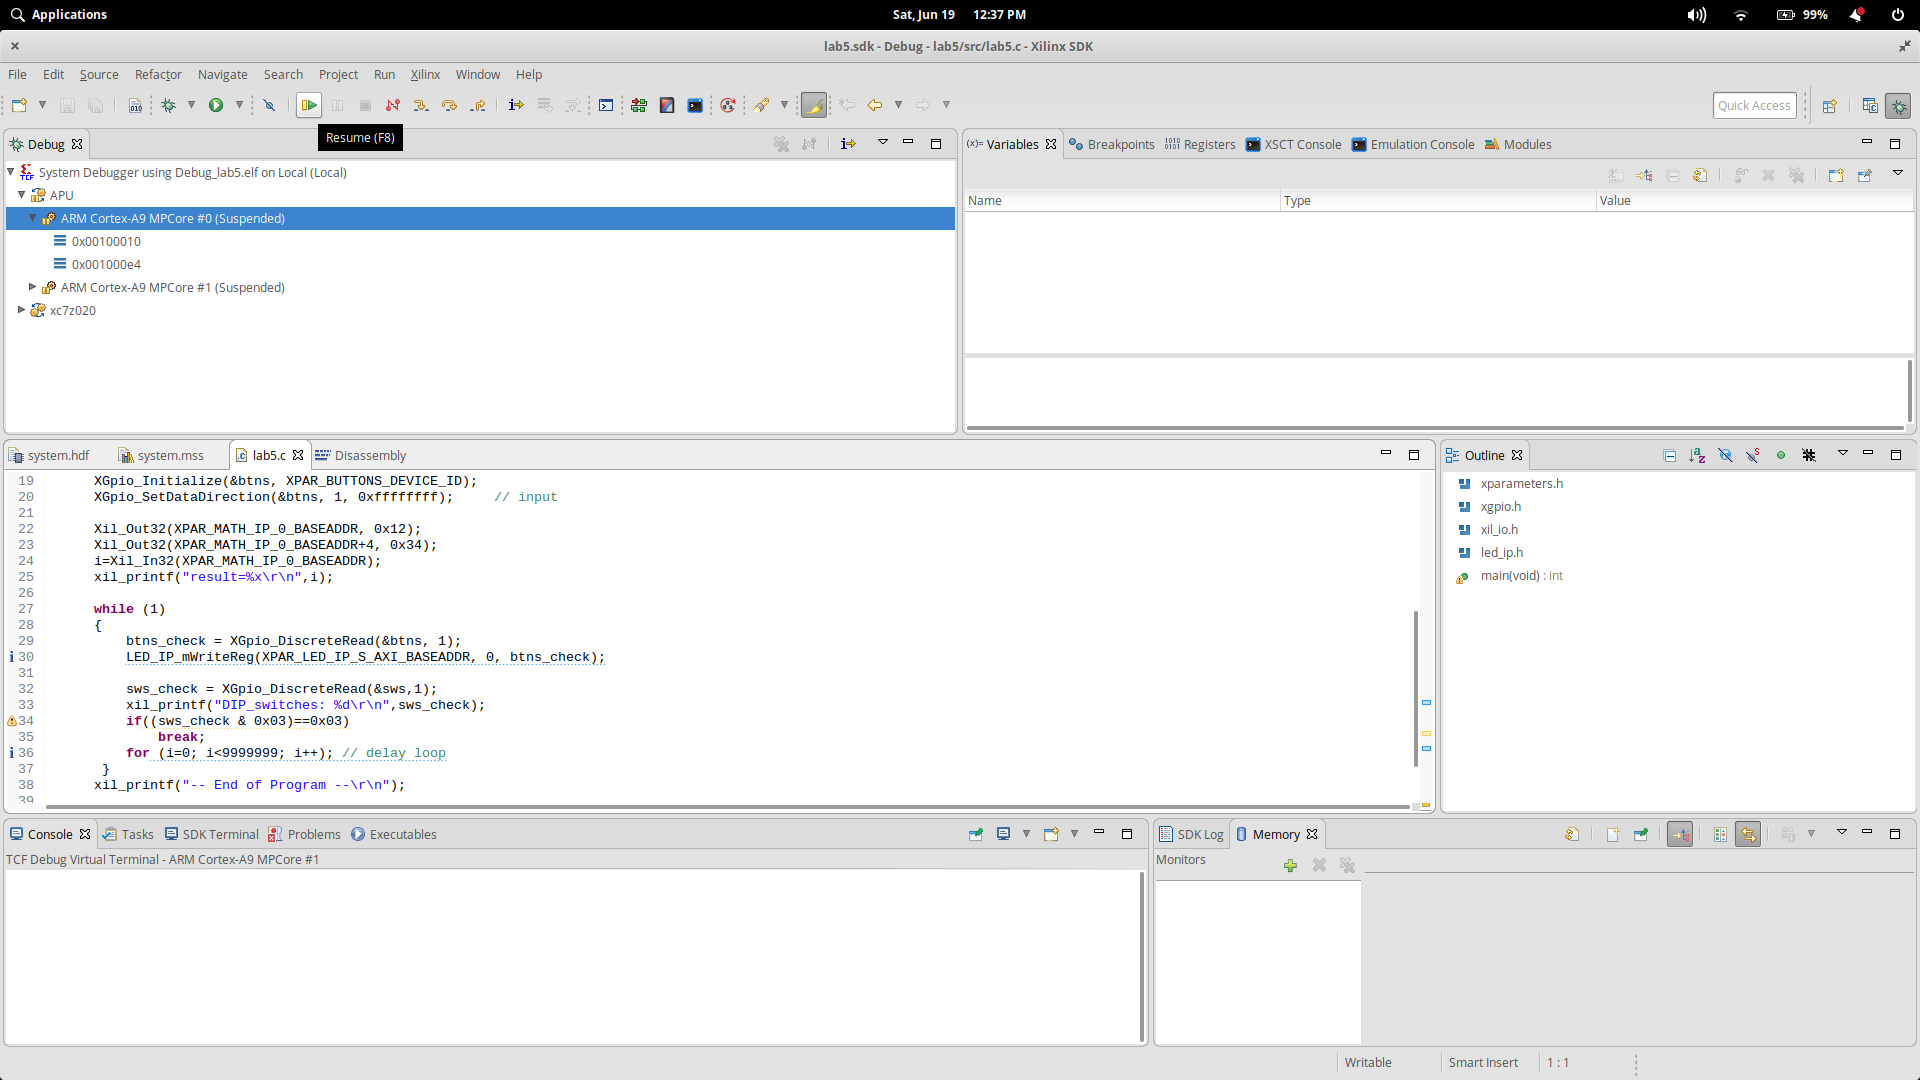 Applications
Sat, Jun 19 12:37 PM
99%
lab5.sdk - Debug - lab5/src/lab5.c - Xilinx SDK
File Edit Source Refactor Navigate Search Project Run Xilinx Window Help
Quick Access
Resume (F8)
Debug
System Debugger using Debug_lab5.elf on Local (Local)
APU
ARM Cortex-A9 MPCore #0 (Suspended)
0x00100010
0x001000e4
ARM Cortex-A9 MPCore #1 (Suspended)
xc7z020
(x)= Variables Breakpoints Registers XSCT Console Emulation Console Modules
Name Type Value
system.hdf system.mss lab5.c Disassembly
19 XGpio_Initialize(&btns, XPAR_BUTTONS_DEVICE_ID);
20 XGpio_SetDataDirection(&btns, 1, 0xffffffff); // input
21
22 Xil_Out32(XPAR_MATH_IP_0_BASEADDR, 0x12);
23 Xil_Out32(XPAR_MATH_IP_0_BASEADDR+4, 0x34);
24 i=Xil_In32(XPAR_MATH_IP_0_BASEADDR);
25 xil_printf("result=%x\r\n",i);
26
27 while (1)
28 {
29 btns_check = XGpio_DiscreteRead(&btns, 1);
30 LED_IP_mWriteReg(XPAR_LED_IP_S_AXI_BASEADDR, 0, btns_check);
31
32 sws_check = XGpio_DiscreteRead(&sws,1);
33 xil_printf("DIP_switches: %d\r\n",sws_check);
34 if((sws_check & 0x03)==0x03)
35 break;
36 for (i=0; i<9999999; i++); // delay loop
37 }
38 xil_printf("-- End of Program --\r\n");
39
Outline
xparameters.h
xgpio.h
xil_io.h
led_ip.h
main(void) : int
Console Tasks SDK Terminal Problems Executables
TCF Debug Virtual Terminal - ARM Cortex-A9 MPCore #1
SDK Log Memory
Monitors
Writable Smart Insert 1 : 1